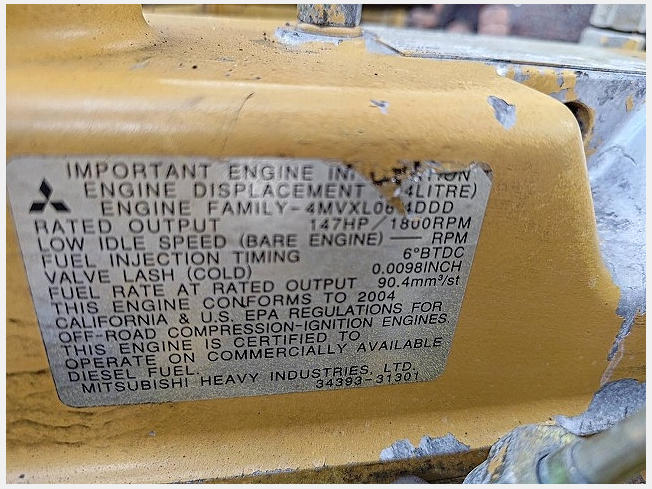 IMPORTANT ENGINE
ENGINE DISPLACEMENT 4LITRE)
ENGINE FAMILY-4MVXL06 4DDD
RATED OUTPUT 147HP/1800RPM
LOW IDLE SPEED (BARE ENGINE) — RPM
FUEL INJECTION TIMING 6°BTDC
VALVE LASH (COLD) 0.0098INCH
FUEL RATE AT RATED OUTPUT 90.4mm³/st
THIS ENGINE CONFORMS TO 2004
CALIFORNIA & U.S. EPA REGULATIONS FOR
OFF-ROAD COMPRESSION-IGNITION ENGINES
THIS ENGINE IS CERTIFIED TO
OPERATE ON COMMERCIALLY AVAILABLE
DIESEL FUEL.
MITSUBISHI HEAVY INDUSTRIES, LTD.
34393-31301